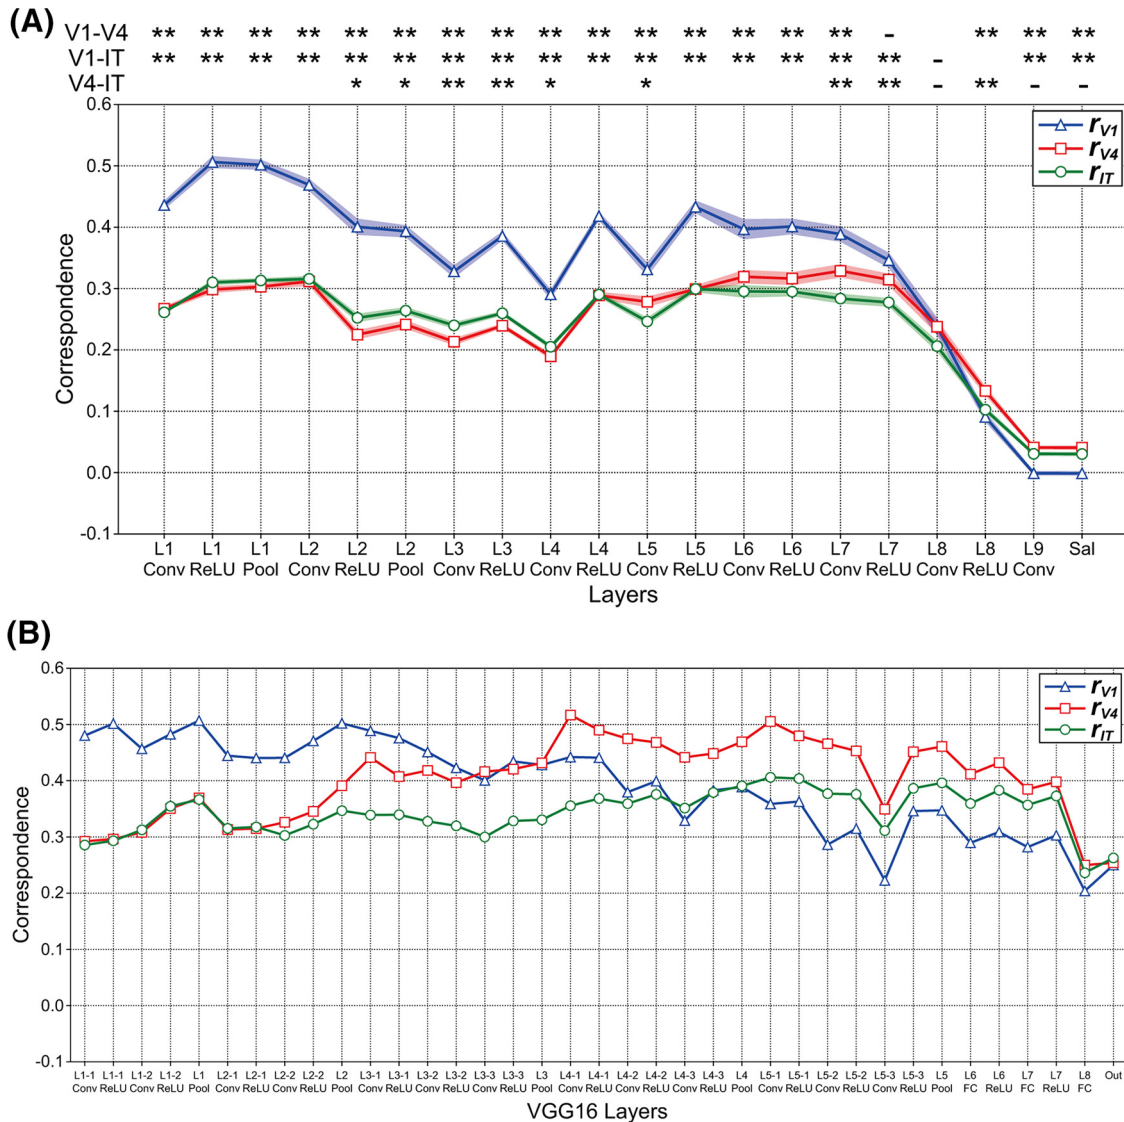 (A)
V1-V4 ** ** ** ** ** ** ** ** ** ** ** ** ** ** ** - ** ** **
V1-IT ** ** ** ** ** ** ** ** ** ** ** ** ** ** ** ** - ** **
V4-IT * * ** ** * * ** ** - ** - -
0.6
0.5
0.4
0.3
0.2
0.1
0.0
-0.1
Correspondence
rV1
rV4
rIT
L1 L1 L1 L2 L2 L2 L3 L3 L4 L4 L5 L5 L6 L6 L7 L7 L8 L8 L9 Sal
Conv ReLU Pool Conv ReLU Pool Conv ReLU Conv ReLU Conv ReLU Conv ReLU Conv ReLU Conv ReLU Conv
Layers
(B)
0.6
0.5
0.4
0.3
0.2
0.1
0.0
-0.1
Correspondence
rV1
rV4
rIT
L1-1 L1-1 L1-2 L1-2 L1 L2-1 L2-1 L2-2 L2-2 L2 L3-1 L3-1 L3-2 L3-2 L3-3 L3-3 L3 L4-1 L4-1 L4-2 L4-2 L4-3 L4-3 L4 L5-1 L5-1 L5-2 L5-2 L5-3 L5-3 L5 L6 L6 L7 L7 L8 Out
Conv ReLU Conv ReLU Pool Conv ReLU Conv ReLU Pool Conv ReLU Conv ReLU Conv ReLU Pool Conv ReLU Conv ReLU Conv ReLU Pool Conv ReLU Conv ReLU Conv ReLU Pool FC ReLU FC ReLU FC
VGG16 Layers